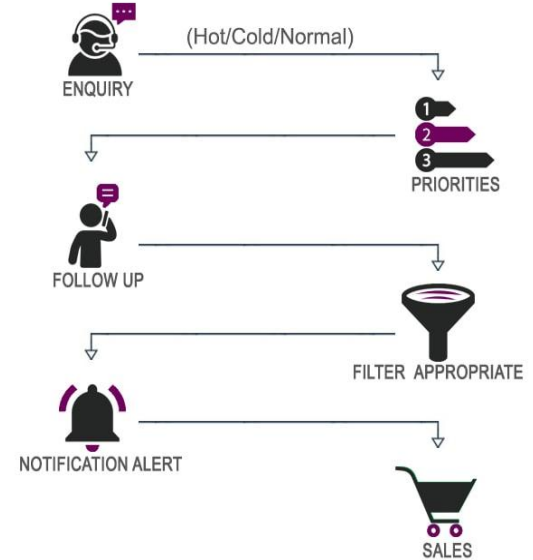 (Hot/Cold/Normal)
ENQUIRY
1
2
3
PRIORITIES
FOLLOW UP
FILTER APPROPRIATE
NOTIFICATION ALERT
SALES